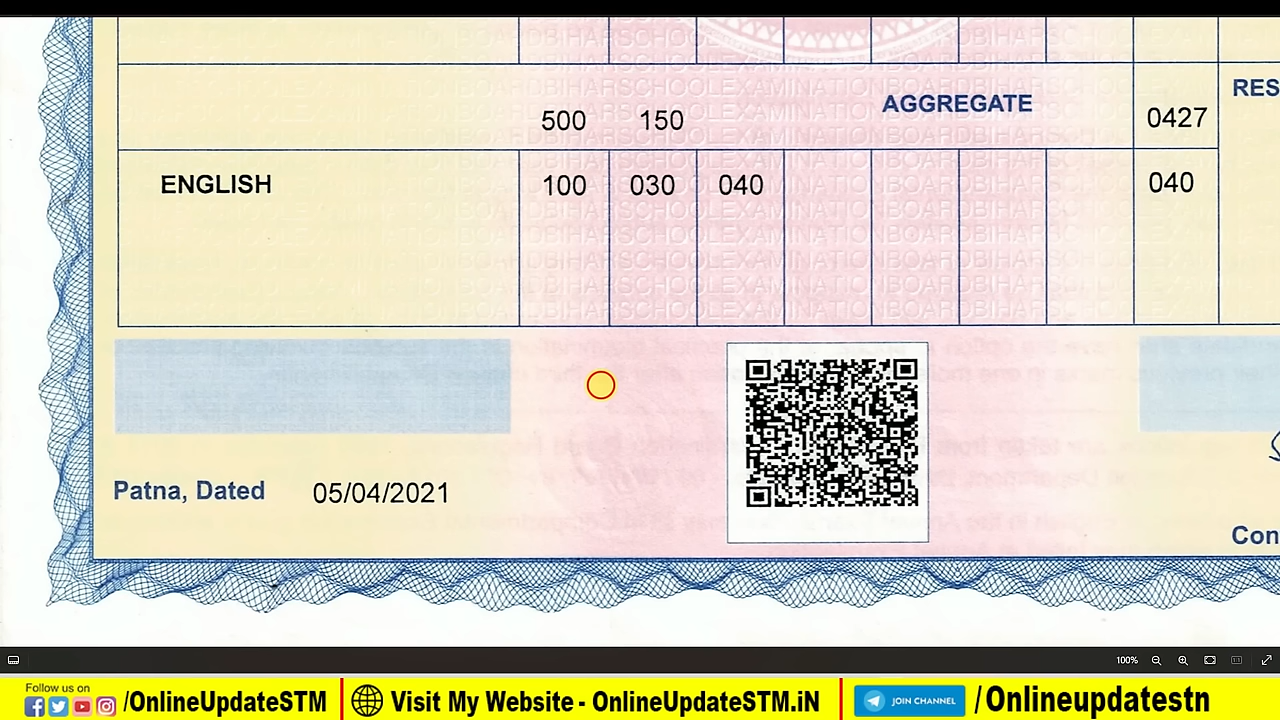 RES
AGGREGATE
500 150 0427
ENGLISH 100 030 040 040
Patna, Dated 05/04/2021
Con
100%
Follow us on
/OnlineUpdateSTM
Visit My Website - OnlineUpdateSTM.iN
JOIN CHANNEL
/Onlineupdatestn